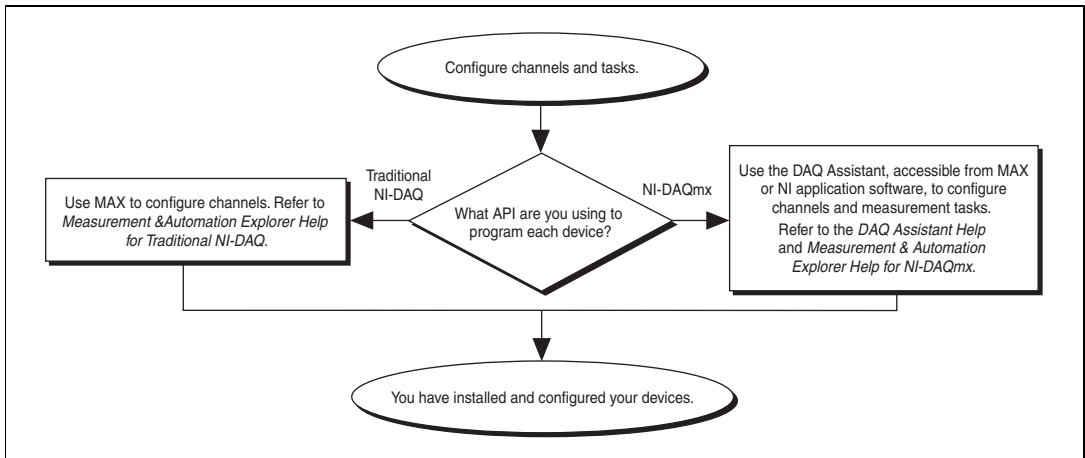 Configure channels and tasks.
Traditional
NI-DAQ
NI-DAQmx
What API are you using to
program each device?
Use MAX to configure channels. Refer to
Measurement &Automation Explorer Help
for Traditional NI-DAQ.
Use the DAQ Assistant, accessible from MAX
or NI application software, to configure
channels and measurement tasks.
Refer to the DAQ Assistant Help
and Measurement & Automation
Explorer Help for NI-DAQmx.
You have installed and configured your devices.